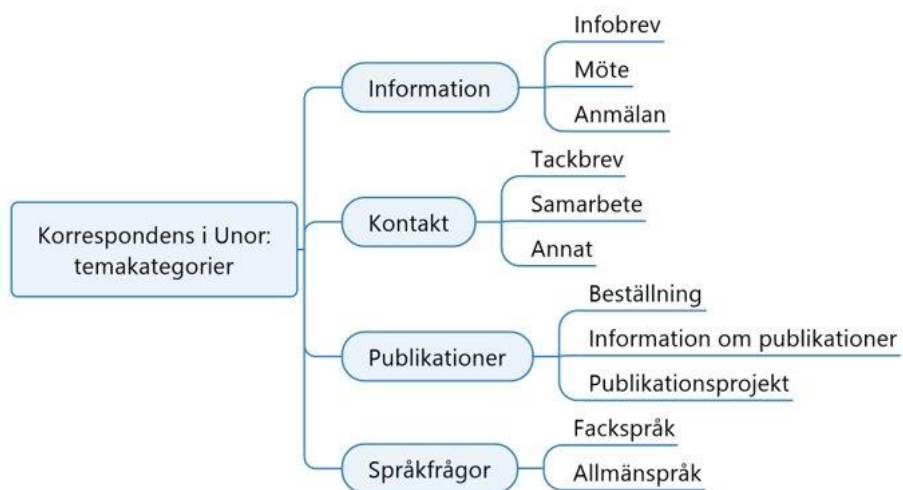 Korrespondens i Unor:
temakategorier
Information
Infobrev
Möte
Anmälan
Kontakt
Tackbrev
Samarbete
Annat
Publikationer
Beställning
Information om publikationer
Publikationsprojekt
Språkfrågor
Fackspråk
Allmänspråk